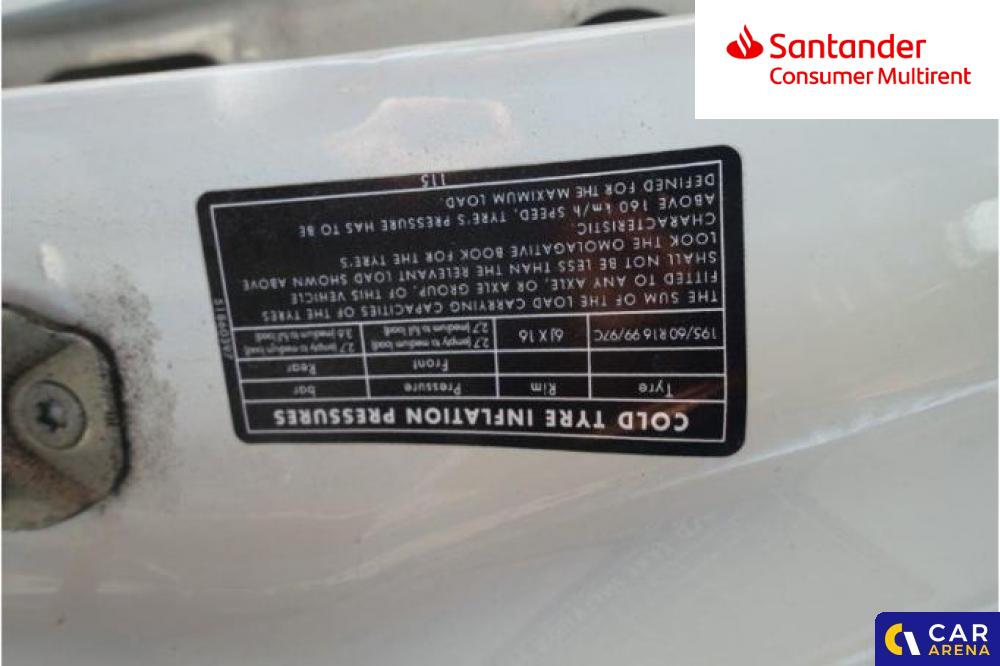 Santander
Consumer Multirent
COLD TYRE INFLATION PRESSURES
Tyre Rim Pressure bar
Front Rear
195/60 R16 99/97C 6J X 16 2.7 (empty to medium load) 2.7 (empty to medium load)
2.7 (medium to full load) 3.0 (medium to full load)
THE SUM OF THE LOAD CARRYING CAPACITIES OF THE TYRES
FITTED TO ANY AXLE, OR AXLE GROUP, OF THIS VEHICLE
SHALL NOT BE LESS THAN THE RELEVANT LOAD SHOWN ABOVE
LOOK THE OMOLAGATIVE BOOK FOR THE TYRE'S
CHARACTERISTIC.
ABOVE 160 km/h SPEED, TYRE'S PRESSURE HAS TO BE
DEFINED FOR THE MAXIMUM LOAD.
115
CAR
ARENA